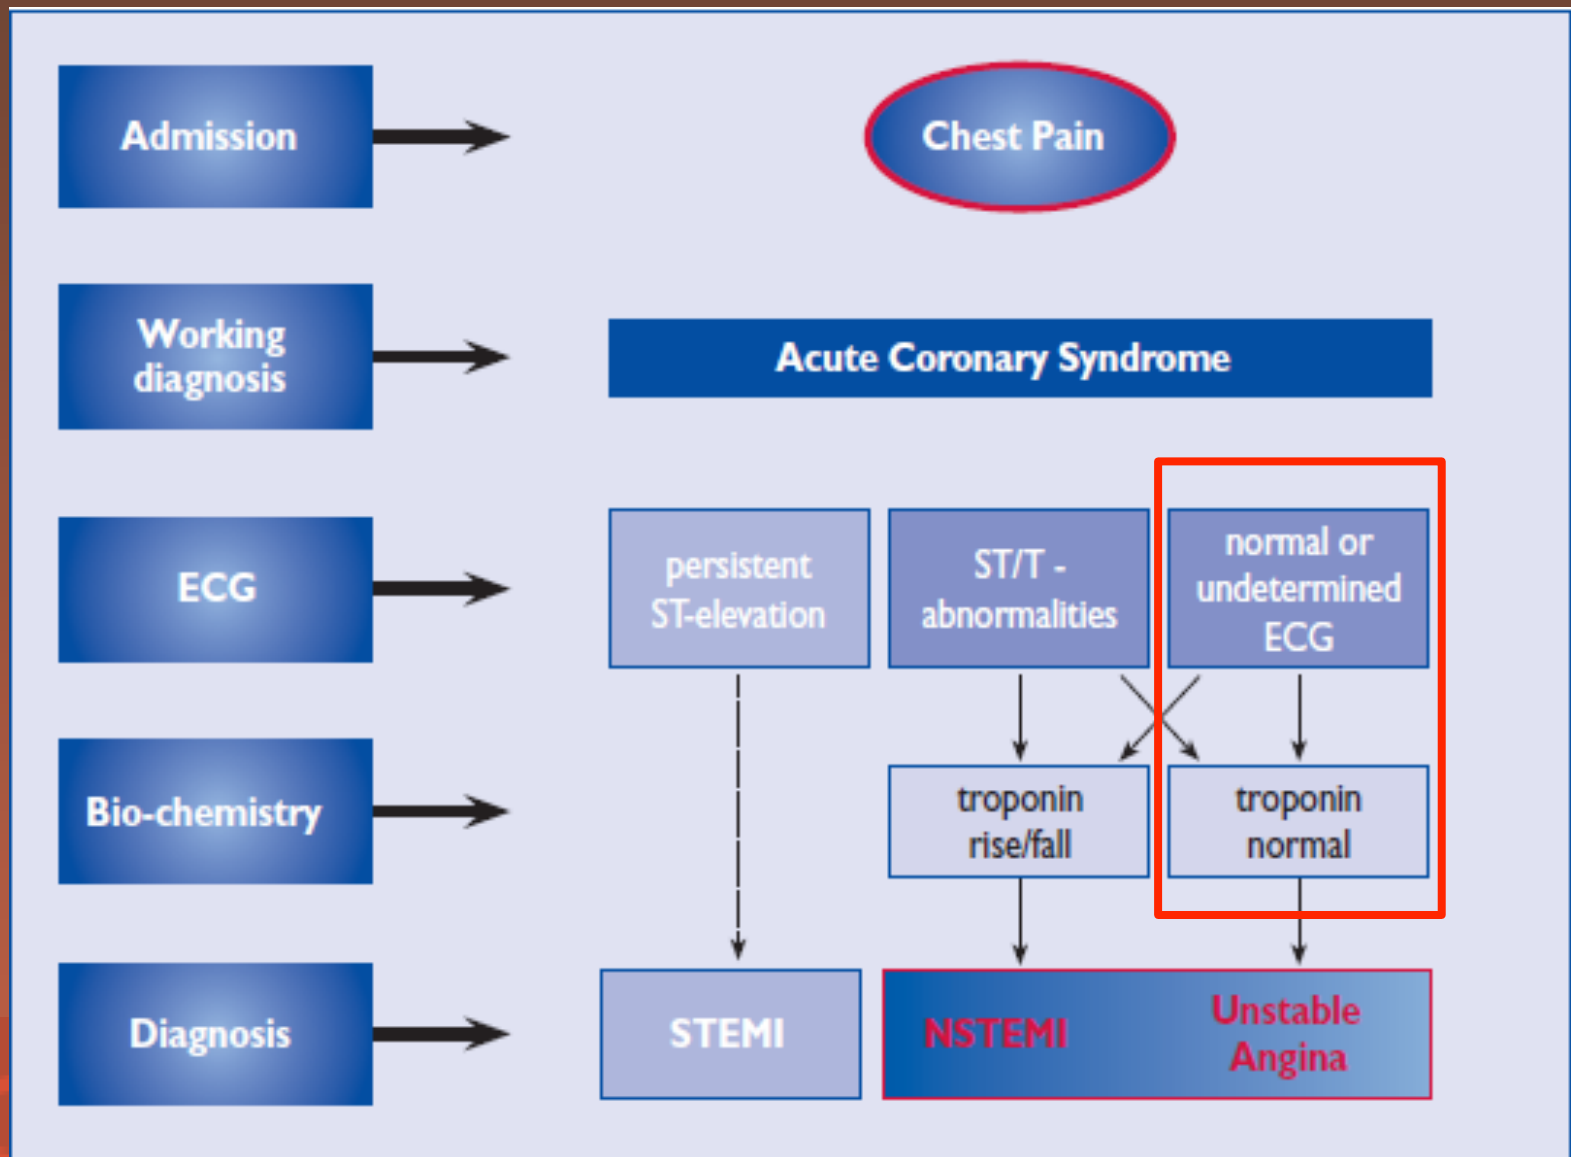 Admission
Chest Pain
Working
diagnosis
Acute Coronary Syndrome
ECG
persistent
ST-elevation
ST/T -
abnormalities
normal or
undetermined
ECG
Bio-chemistry
troponin
rise/fall
troponin
normal
Diagnosis
STEMI
NSTEMI
Unstable
Angina